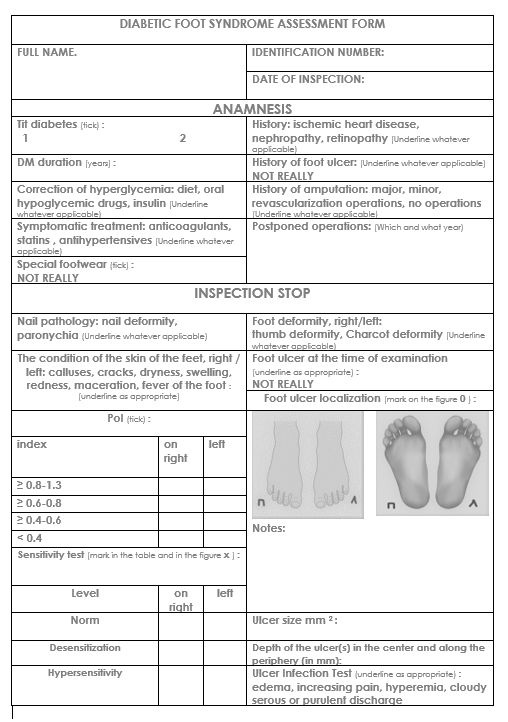 DIABETIC FOOT SYNDROME ASSESSMENT FORM
FULL NAME.
IDENTIFICATION NUMBER:
DATE OF INSPECTION:
ANAMNESIS
Tit diabetes (tick) :
1 2
History: ischemic heart disease,
nephropathy, retinopathy (Underline whatever
applicable)
DM duration (years) :
History of foot ulcer: (Underline whatever applicable)
NOT REALLY
Correction of hyperglycemia: diet, oral
hypoglycemic drugs, insulin (Underline
whatever applicable)
History of amputation: major, minor,
revascularization operations, no operations
(Underline whatever applicable)
Symptomatic treatment: anticoagulants,
statins , antihypertensives (Underline whatever
applicable)
Postponed operations: (Which and what year)
Special footwear (tick) :
NOT REALLY
INSPECTION STOP
Nail pathology: nail deformity,
paronychia (Underline whatever applicable)
Foot deformity, right/left:
thumb deformity, Charcot deformity (Underline
whatever applicable)
The condition of the skin of the feet, right /
left: calluses, cracks, dryness, swelling,
redness, maceration, fever of the foot :
(underline as appropriate)
Foot ulcer at the time of examination
(underline as appropriate) :
NOT REALLY
Foot ulcer localization (mark on the figure 0 ) :
PoI (tick) :
index
on
right
left
≥ 0.8-1.3
≥ 0.6-0.8
≥ 0.4-0.6
< 0.4
П Л
П Л
Notes:
Sensitivity test (mark in the table and in the figure x ) :
Level
on
right
left
Norm
Desensitization
Hypersensitivity
Ulcer size mm ² :
Depth of the ulcer(s) in the center and along the
periphery (in mm):
Ulcer Infection Test (underline as appropriate) :
edema, increasing pain, hyperemia, cloudy
serous or purulent discharge